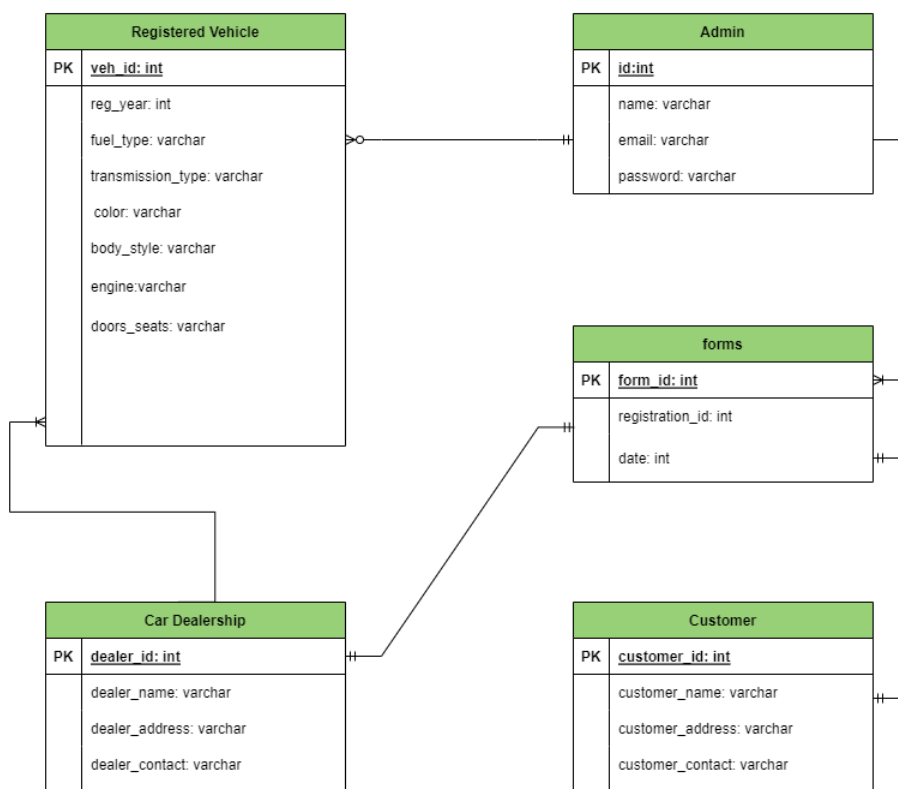 Registered Vehicle
PK veh_id: int
reg_year: int
fuel_type: varchar
transmission_type: varchar
color: varchar
body_style: varchar
engine:varchar
doors_seats: varchar
Admin
PK id:int
name: varchar
email: varchar
password: varchar
forms
PK form_id: int
registration_id: int
date: int
Car Dealership
PK dealer_id: int
dealer_name: varchar
dealer_address: varchar
dealer_contact: varchar
Customer
PK customer_id: int
customer_name: varchar
customer_address: varchar
customer_contact: varchar